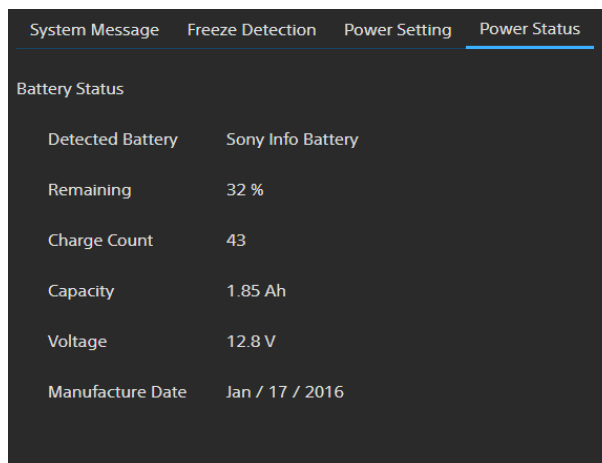 System Message Freeze Detection Power Setting Power Status
Battery Status
Detected Battery Sony Info Battery
Remaining 32 %
Charge Count 43
Capacity 1.85 Ah
Voltage 12.8 V
Manufacture Date Jan / 17 / 2016